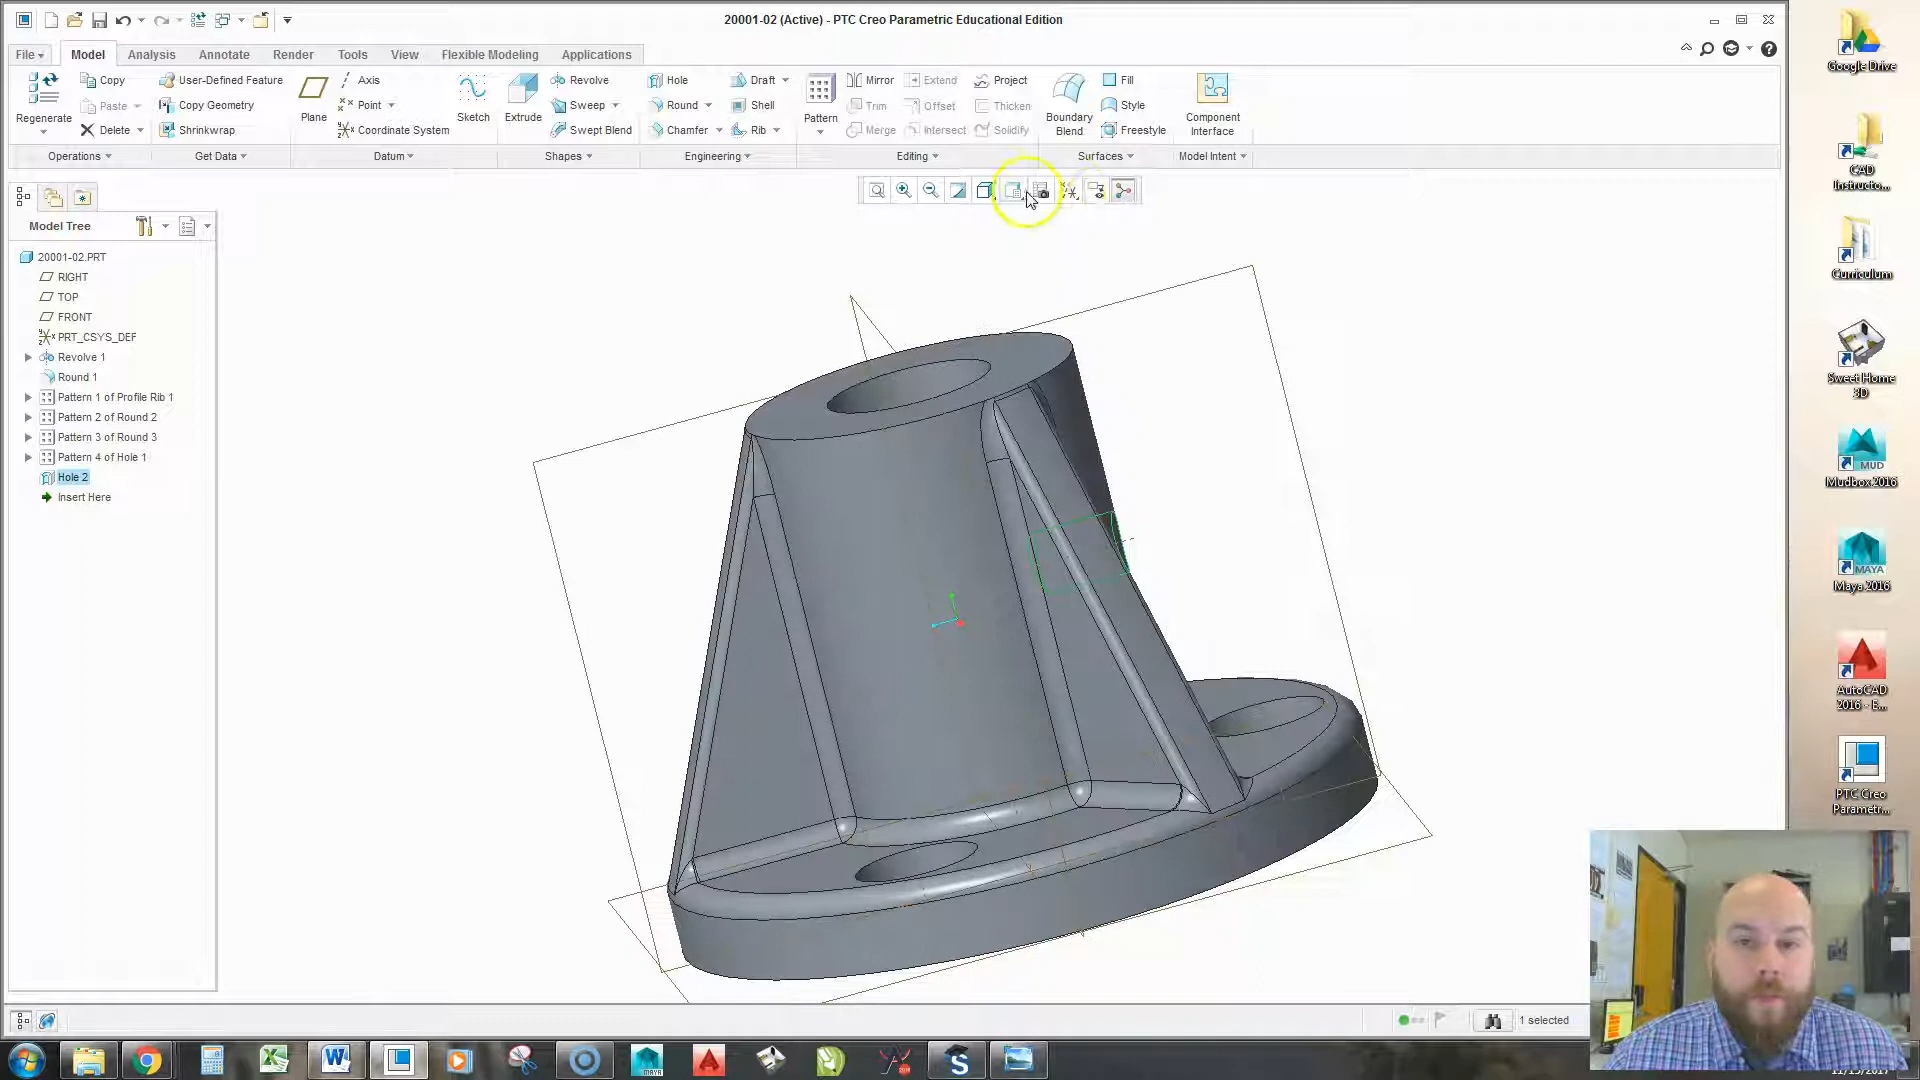 20001-02 (Active) - PTC Creo Parametric Educational Edition
File
Model
Analysis
Annotate
Render
Tools
View
Flexible Modeling
Applications
Regenerate
Copy
Paste
Delete
User-Defined Feature
Copy Geometry
Shrinkwrap
Plane
Axis
Point
Coordinate System
Sketch
Extrude
Revolve
Sweep
Swept Blend
Hole
Round
Chamfer
Draft
Shell
Rib
Pattern
Mirror
Trim
Merge
Extend
Offset
Intersect
Project
Thicken
Solidify
Boundary
Blend
Fill
Style
Freestyle
Component
Interface
Operations
Get Data
Datum
Shapes
Engineering
Editing
Surfaces
Model Intent
Model Tree
20001-02.PRT
RIGHT
TOP
FRONT
PRT_CSYS_DEF
Revolve 1
Round 1
Pattern 1 of Profile Rib 1
Pattern 2 of Round 2
Pattern 3 of Round 3
Pattern 4 of Hole 1
Hole 2
Insert Here
1 selected
Google Drive
CAD
Instructo...
Curriculum
Sweet Home
3D
MUD
Mudbox 2016
MAYA
Maya 2016
AutoCAD
2016 - E...
PTC Creo
Parametr...
MAYA